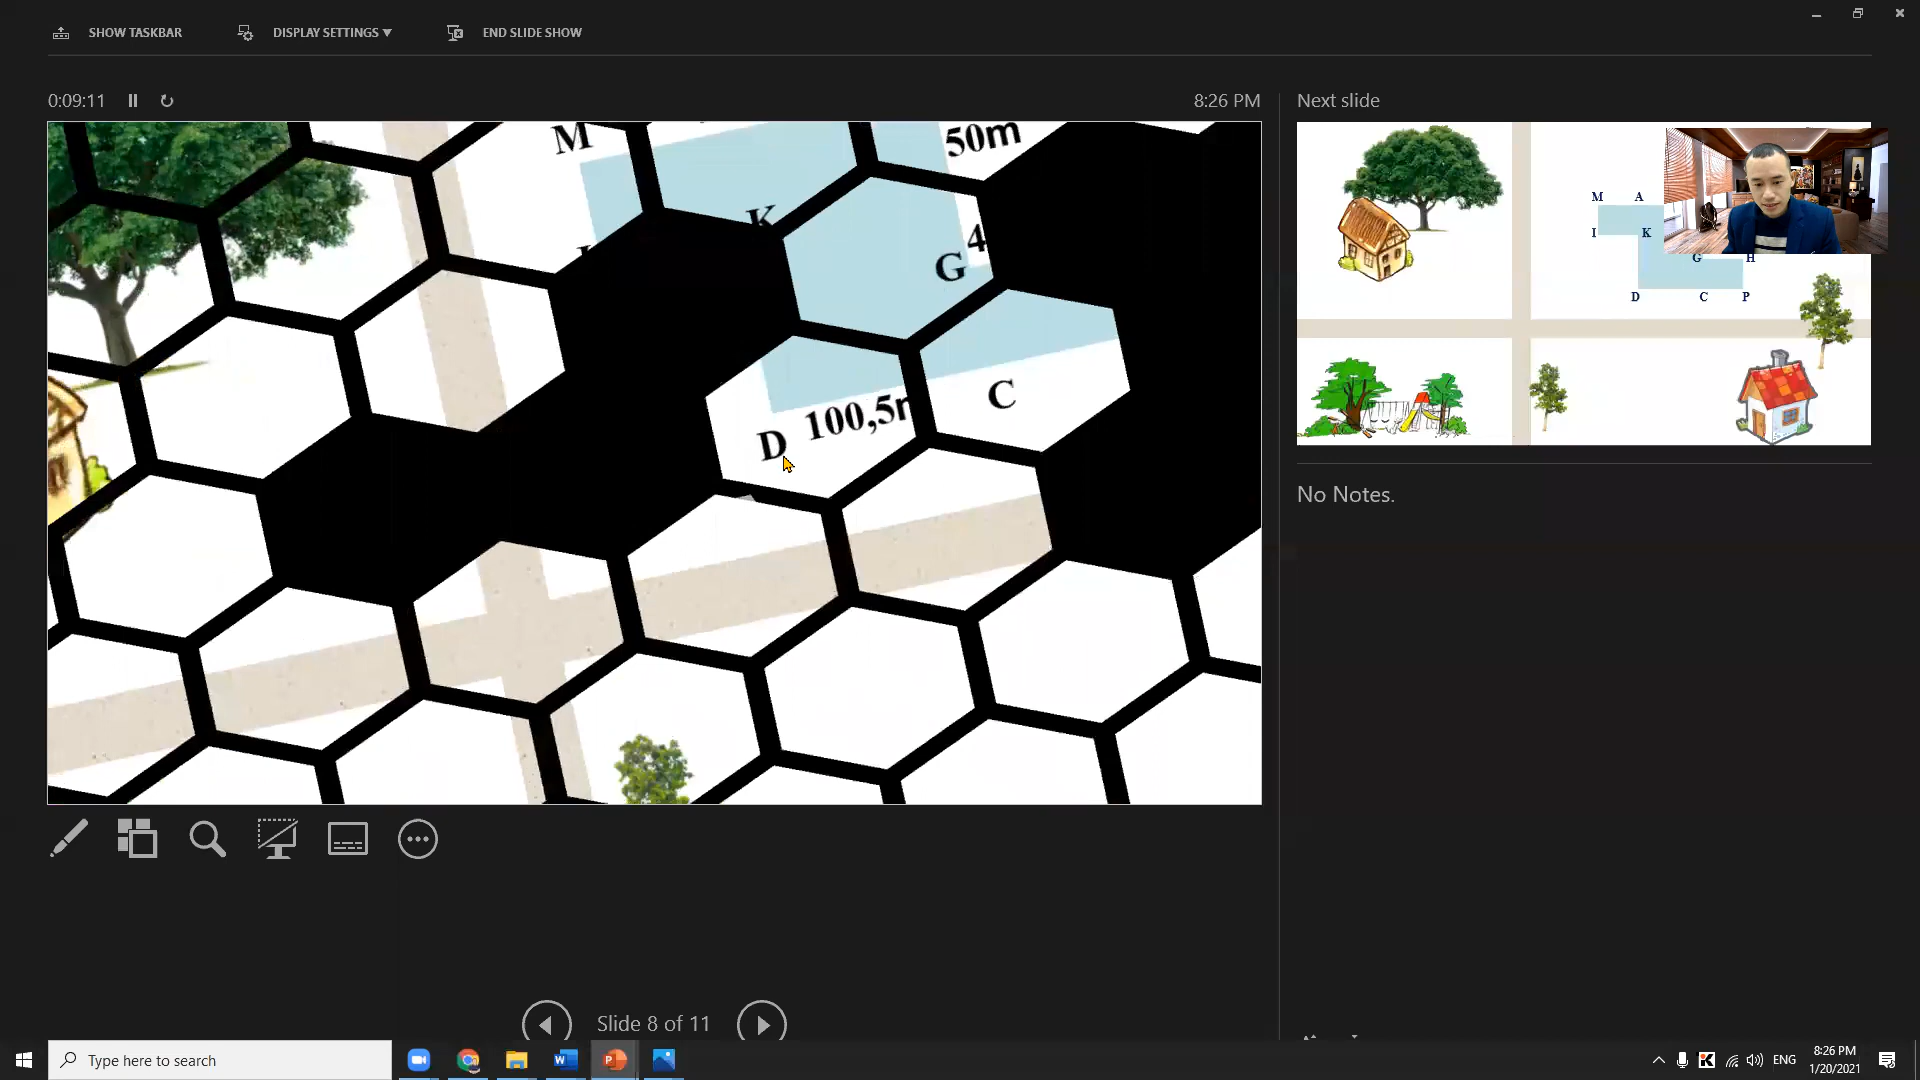 SHOW TASKBAR
DISPLAY SETTINGS ▼
END SLIDE SHOW
0:09:11
8:26 PM
Next slide
M
50m
K
4
G
C
100,5
D
M A
I K
G H
D C P
No Notes.
Slide 8 of 11
Type here to search
ENG
8:26 PM
1/20/2021